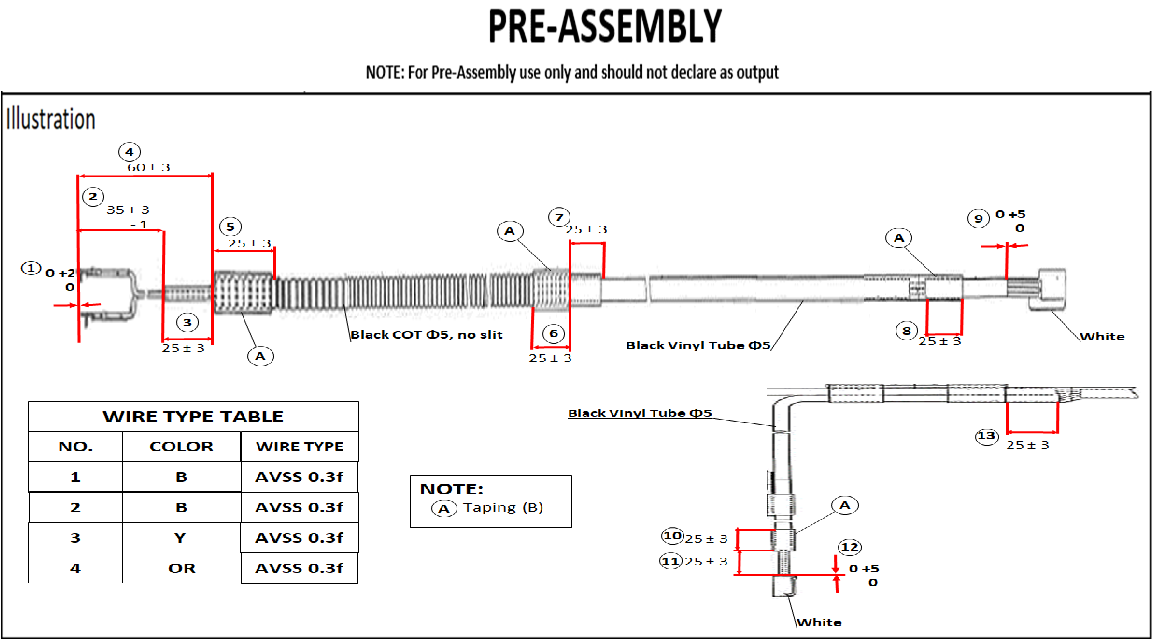 PRE-ASSEMBLY
NOTE: For Pre-Assembly use only and should not declare as output
Illustration
4
60 ± 3
2
35 ± 3
- 1
5
25 ± 3
A
7
25 ± 3
A
9
0 +5
0
1
0 +2
0
3
25 ± 3
A
Black COT Φ5, no slit
6
25 ± 3
Black Vinyl Tube Φ5
8
25 ± 3
White
WIRE TYPE TABLE
NO. COLOR WIRE TYPE
1 B AVSS 0.3f
2 B AVSS 0.3f
3 Y AVSS 0.3f
4 OR AVSS 0.3f
NOTE:
A Taping (B)
Black Vinyl Tube Φ5
13
25 ± 3
A
10 25 ± 3
11 25 ± 3
12
0 +5
0
White